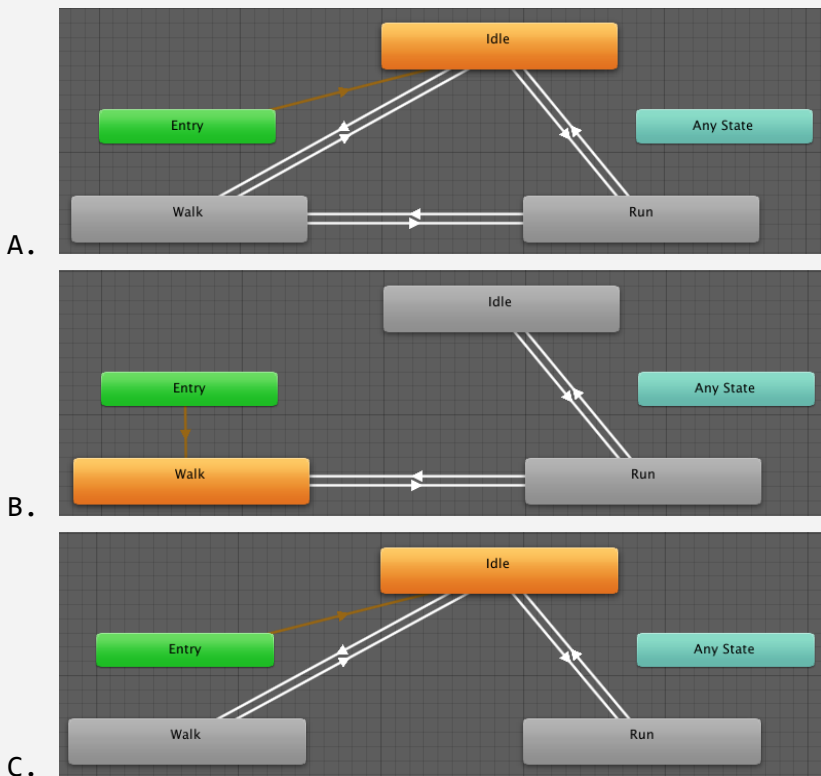 Idle
Entry
Any State
Walk
Run
A.
Idle
Entry
Any State
Walk
Run
B.
Idle
Entry
Any State
Walk
Run
C.